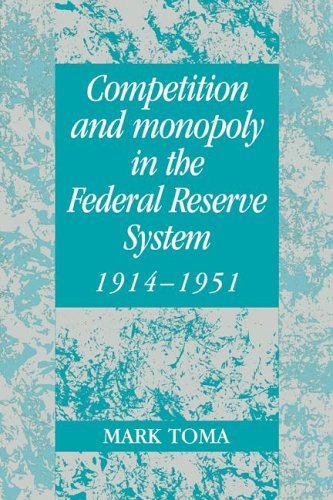 Competition
and monopoly
in the
Federal Reserve
System
1914–1951
MARK TOMA